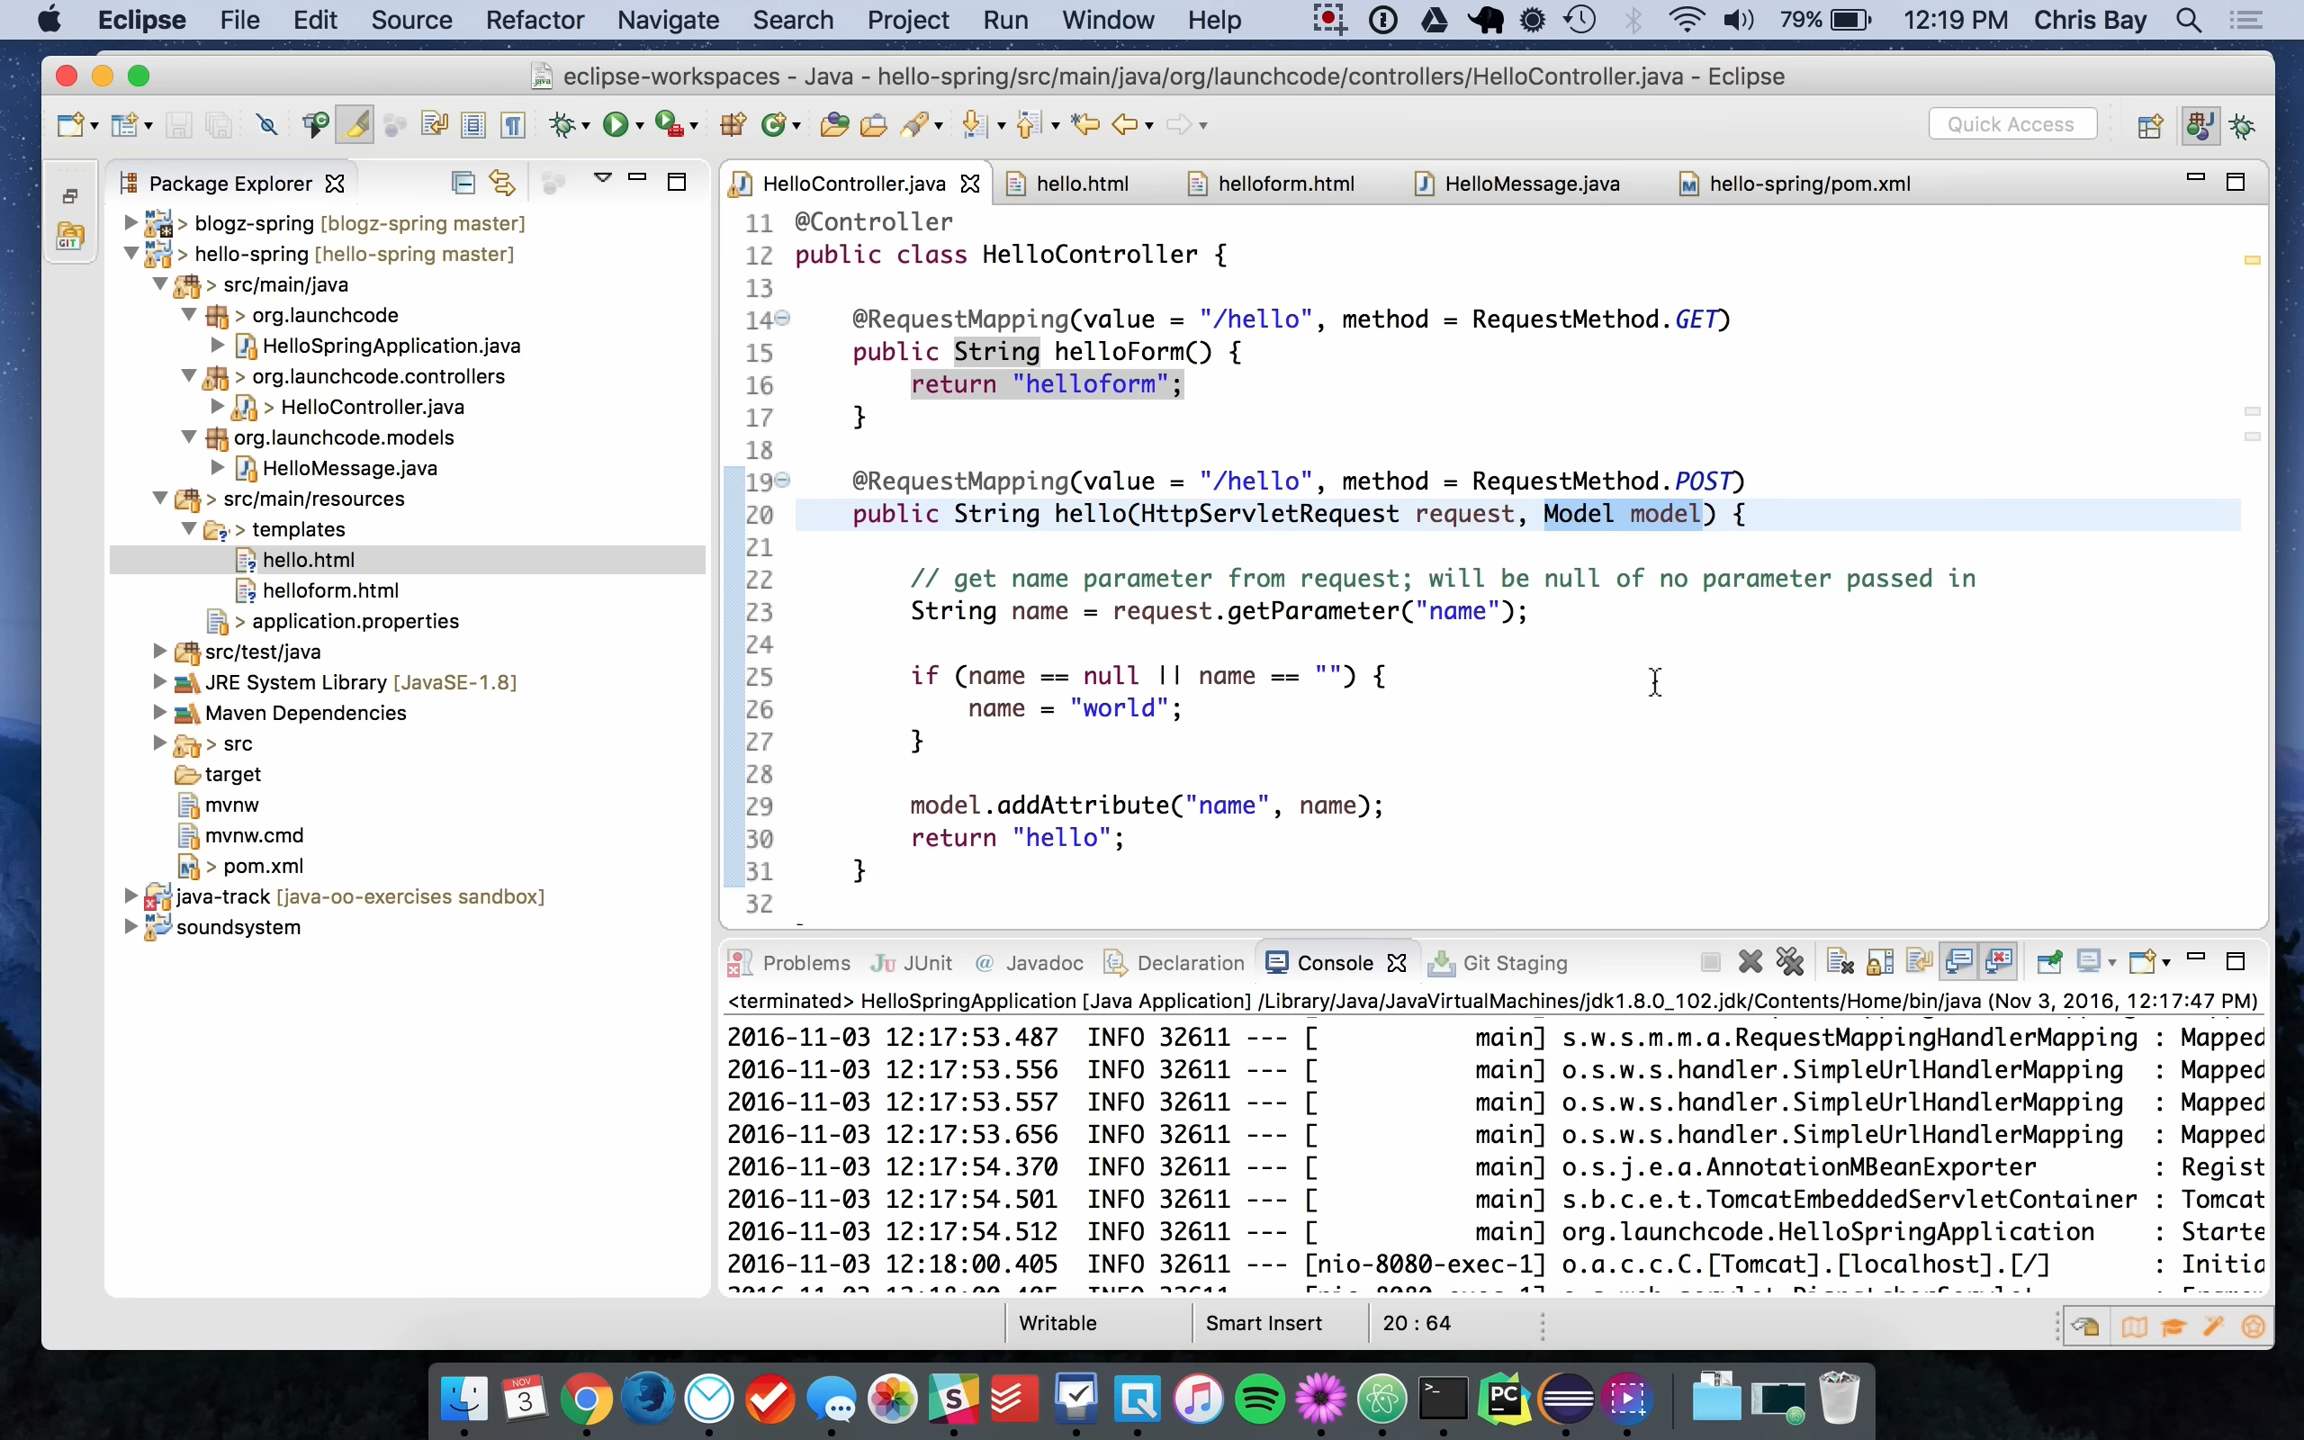 Eclipse File Edit Source Refactor Navigate Search Project Run Window Help 79% 12:19 PM Chris Bay
eclipse-workspaces - Java - hello-spring/src/main/java/org/launchcode/controllers/HelloController.java - Eclipse
Quick Access
Package Explorer
blogz-spring [blogz-spring master]
> hello-spring [hello-spring master]
> src/main/java
> org.launchcode
HelloSpringApplication.java
> org.launchcode.controllers
> HelloController.java
org.launchcode.models
HelloMessage.java
> src/main/resources
> templates
hello.html
helloform.html
> application.properties
src/test/java
JRE System Library [JavaSE-1.8]
Maven Dependencies
> src
target
mvnw
mvnw.cmd
> pom.xml
java-track [java-oo-exercises sandbox]
soundsystem
HelloController.java hello.html helloform.html HelloMessage.java hello-spring/pom.xml
11 @Controller
12 public class HelloController {
13
14 @RequestMapping(value = "/hello", method = RequestMethod.GET)
15 public String helloForm() {
16 return "helloform";
17 }
18
19 @RequestMapping(value = "/hello", method = RequestMethod.POST)
20 public String hello(HttpServletRequest request, Model model) {
21
22 // get name parameter from request; will be null of no parameter passed in
23 String name = request.getParameter("name");
24
25 if (name == null || name == "") {
26 name = "world";
27 }
28
29 model.addAttribute("name", name);
30 return "hello";
31 }
32
Problems JUnit @ Javadoc Declaration Console Git Staging
<terminated> HelloSpringApplication [Java Application] /Library/Java/JavaVirtualMachines/jdk1.8.0_102.jdk/Contents/Home/bin/java (Nov 3, 2016, 12:17:47 PM)
2016-11-03 12:17:53.487 INFO 32611 --- [ main] s.w.s.m.m.a.RequestMappingHandlerMapping : Mapped
2016-11-03 12:17:53.556 INFO 32611 --- [ main] o.s.w.s.handler.SimpleUrlHandlerMapping : Mapped
2016-11-03 12:17:53.557 INFO 32611 --- [ main] o.s.w.s.handler.SimpleUrlHandlerMapping : Mapped
2016-11-03 12:17:53.656 INFO 32611 --- [ main] o.s.w.s.handler.SimpleUrlHandlerMapping : Mapped
2016-11-03 12:17:54.370 INFO 32611 --- [ main] o.s.j.e.a.AnnotationMBeanExporter : Regist
2016-11-03 12:17:54.501 INFO 32611 --- [ main] s.b.c.e.t.TomcatEmbeddedServletContainer : Tomcat
2016-11-03 12:17:54.512 INFO 32611 --- [ main] org.launchcode.HelloSpringApplication : Starte
2016-11-03 12:18:00.405 INFO 32611 --- [nio-8080-exec-1] o.a.c.c.C.[Tomcat].[localhost].[/] : Initia
Writable Smart Insert 20 : 64
NOV
3
PC